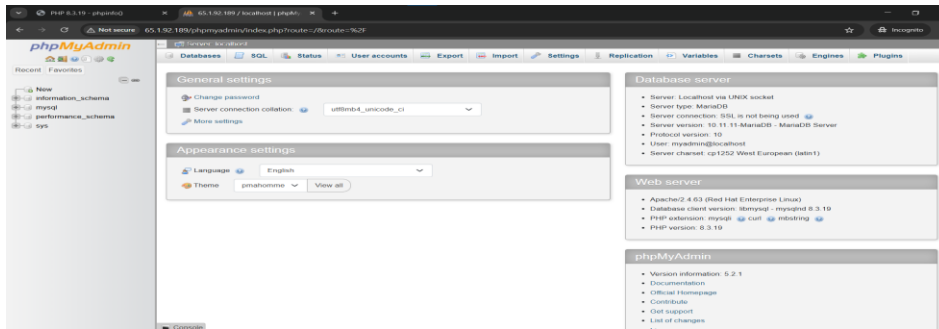 PHP 8.3.19 - phpinfo()
65.1.92.189 / localhost | phpMy
Not secure 65.1.92.189/phpmyadmin/index.php?route=/&route=%2F
Incognito
phpMyAdmin
Recent Favorites
New
information_schema
mysql
performance_schema
sys
Server: localhost
Databases SQL Status User accounts Export Import Settings Replication Variables Charsets Engines Plugins
General settings
Change password
Server connection collation: utf8mb4_unicode_ci
More settings
Appearance settings
Language English
Theme pmahomme View all
Console
Database server
• Server: Localhost via UNIX socket
• Server type: MariaDB
• Server connection: SSL is not being used
• Server version: 10.11.11-MariaDB - MariaDB Server
• Protocol version: 10
• User: myadmin@localhost
• Server charset: cp1252 West European (latin1)
Web server
• Apache/2.4.63 (Red Hat Enterprise Linux)
• Database client version: libmysql - mysqlnd 8.3.19
• PHP extension: mysqli curl mbstring
• PHP version: 8.3.19
phpMyAdmin
• Version information: 5.2.1
• Documentation
• Official Homepage
• Contribute
• Get support
• List of changes